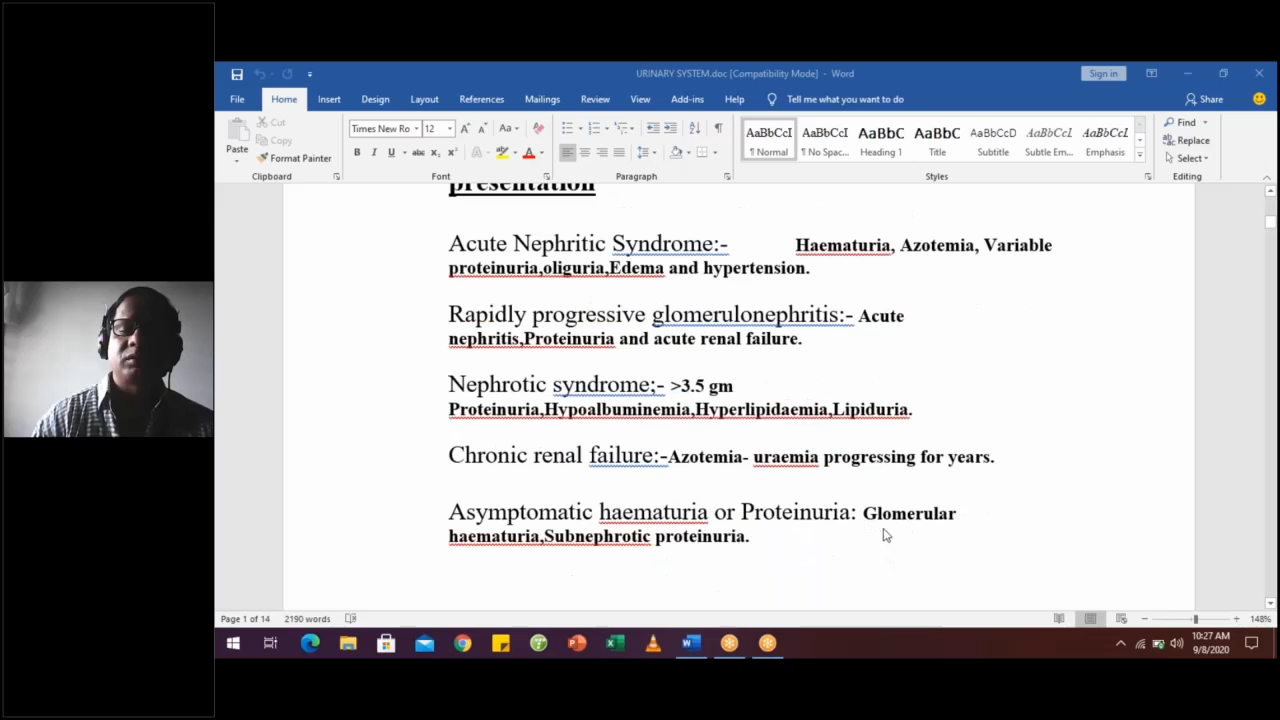 URINARY SYSTEM.doc [Compatibility Mode] - Word
Sign in
File Home Insert Design Layout References Mailings Review View Add-ins Help Tell me what you want to do Share
Paste
Cut
Copy
Format Painter
Clipboard
Times New Ro 12
Font
Paragraph
AaBbCcI AaBbCcI AaBbC AaBbC AaBbCcD AaBbCcI AaBbCcI
¶ Normal ¶ No Spac... Heading 1 Title Subtitle Subtle Em... Emphasis
Styles
Find
Replace
Select
Editing
presentation
Acute Nephritic Syndrome:- Haematuria, Azotemia, Variable
proteinuria,oliguria,Edema and hypertension.
Rapidly progressive glomerulonephritis:- Acute
nephritis,Proteinuria and acute renal failure.
Nephrotic syndrome;- >3.5 gm
Proteinuria,Hypoalbuminemia,Hyperlipidaemia,Lipiduria.
Chronic renal failure:-Azotemia- uraemia progressing for years.
Asymptomatic haematuria or Proteinuria: Glomerular
haematuria,Subnephrotic proteinuria.
Page 1 of 14 2190 words 148%
10:27 AM
9/8/2020